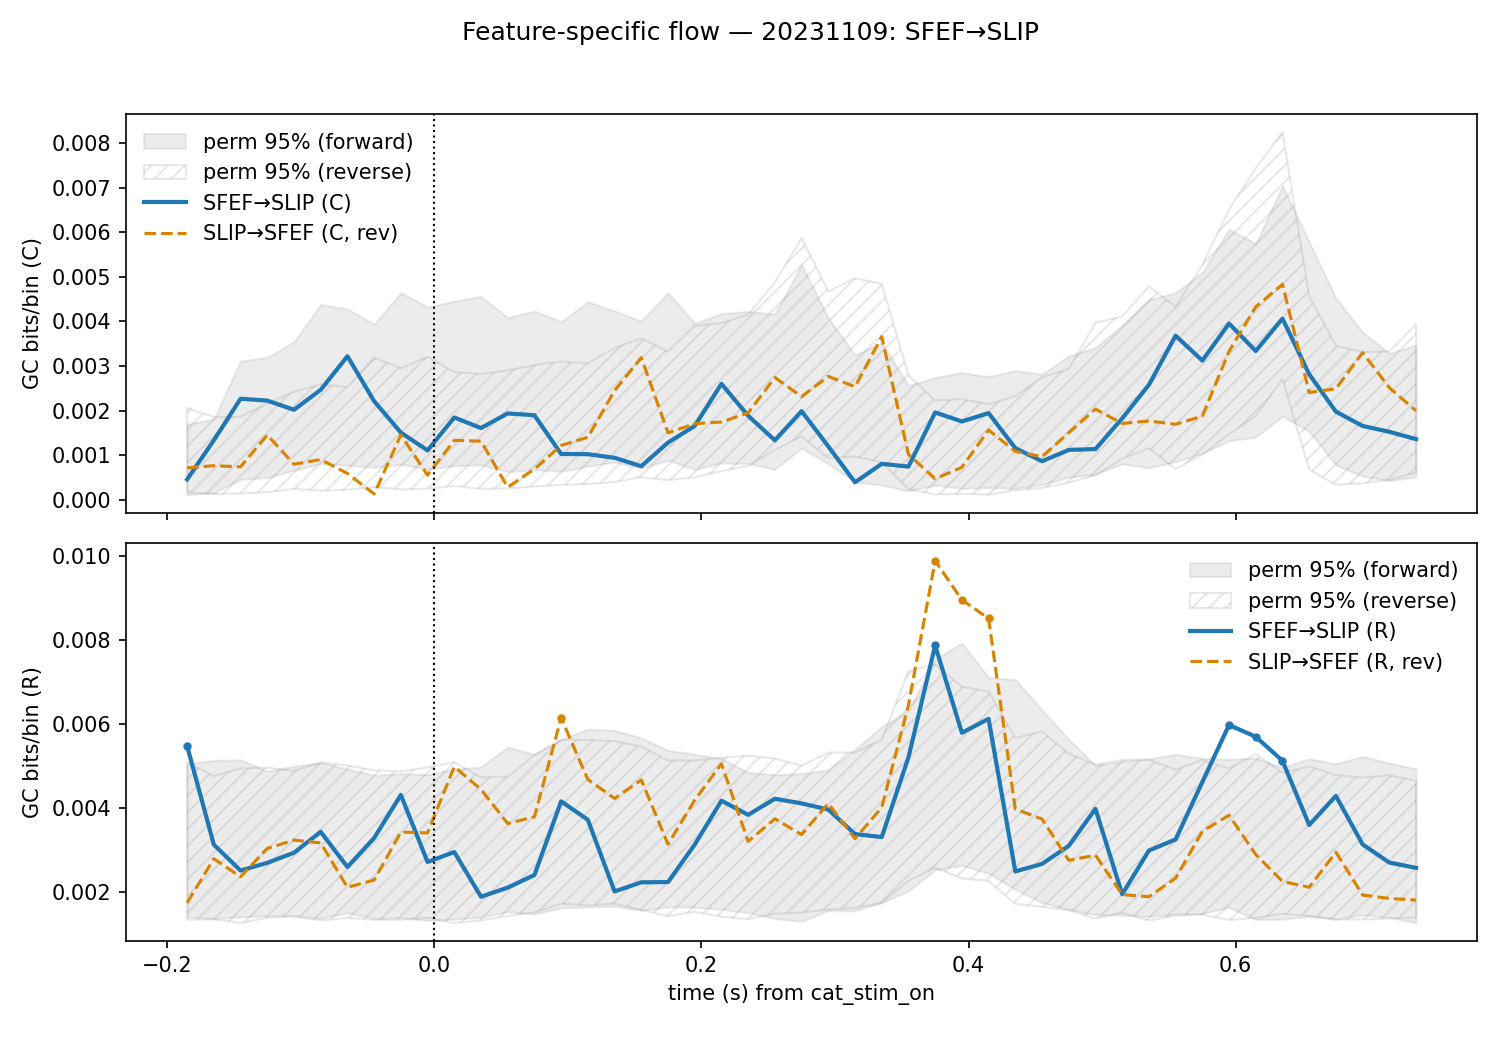 Feature-specific flow — 20231109: SFEF→SLIP
GC bits/bin (C)
0.008
0.007
0.006
0.005
0.004
0.003
0.002
0.001
0.000
perm 95% (forward)
perm 95% (reverse)
SFEF→SLIP (C)
SLIP→SFEF (C, rev)
GC bits/bin (R)
0.010
0.008
0.006
0.004
0.002
perm 95% (forward)
perm 95% (reverse)
SFEF→SLIP (R)
SLIP→SFEF (R, rev)
−0.2 0.0 0.2 0.4 0.6
time (s) from cat_stim_on